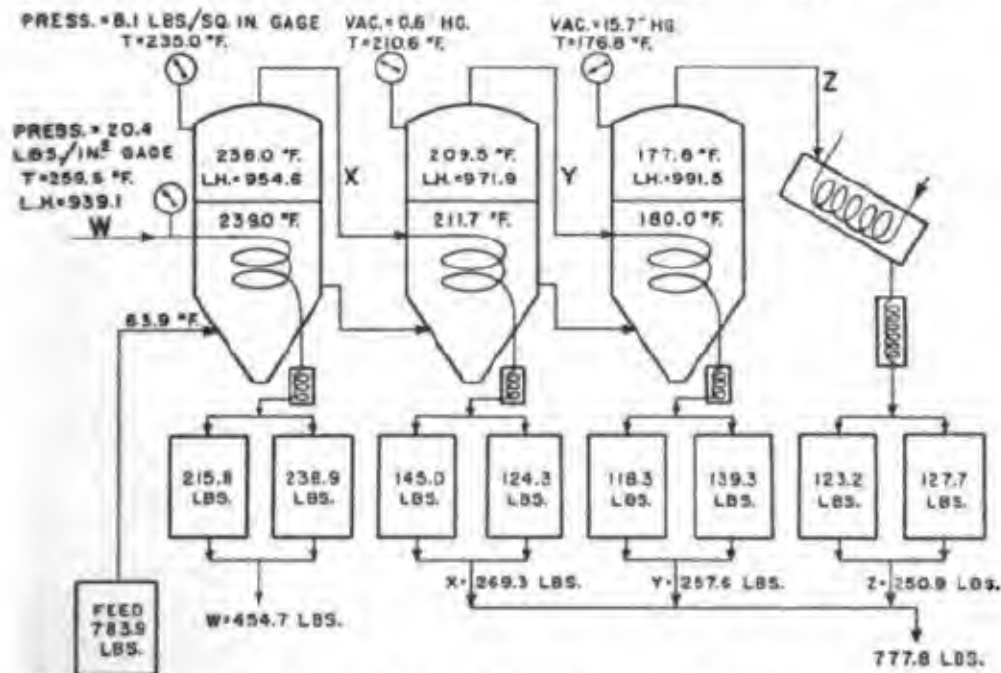 PRESS.=8.1 LBS/SQ. IN. GAGE
T=235.0 °F.
VAC.=0.6" HG.
T=210.6 °F.
VAC.=15.7" HG.
T=176.8 °F.
Z
PRESS.=20.4
LBS./IN.² GAGE
T=259.5 °F.
L.H.=939.1
W
236.0 °F.
L.H.=954.6
239.0 °F.
X
209.5 °F.
L.H.=971.9
211.7 °F.
Y
177.8 °F.
L.H.=991.5
180.0 °F.
63.9 °F.
215.8
LBS.
238.9
LBS.
145.0
LBS.
124.3
LBS.
118.3
LBS.
139.3
LBS.
123.2
LBS.
127.7
LBS.
FEED
783.9
LBS.
W=454.7 LBS.
X=269.3 LBS.
Y=257.6 LBS.
Z=250.9 LBS.
777.8 LBS.